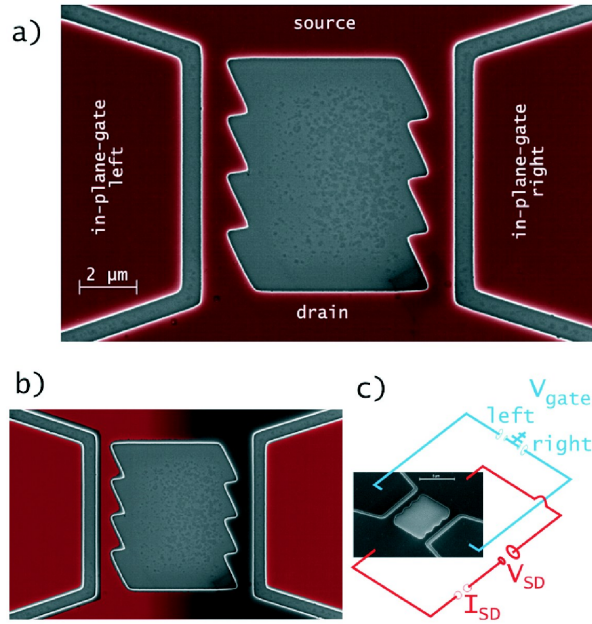 a)
source
in-plane-gate
left
in-plane-gate
right
2 μm
drain
b)
c)
Vgate
left
right
VSD
ISD